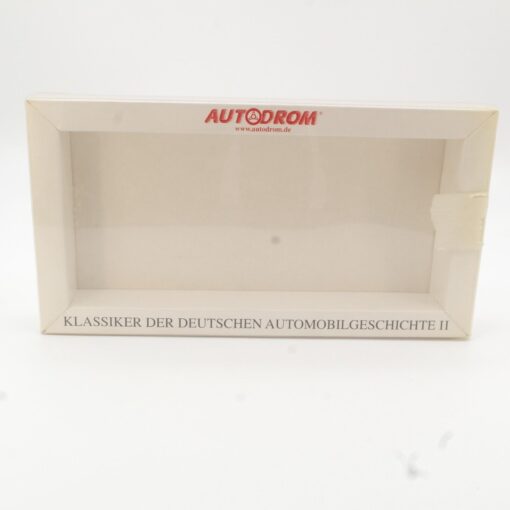 AUTODROM®
www.autodrom.de
KLASSIKER DER DEUTSCHEN AUTOMOBILGESCHICHTE II